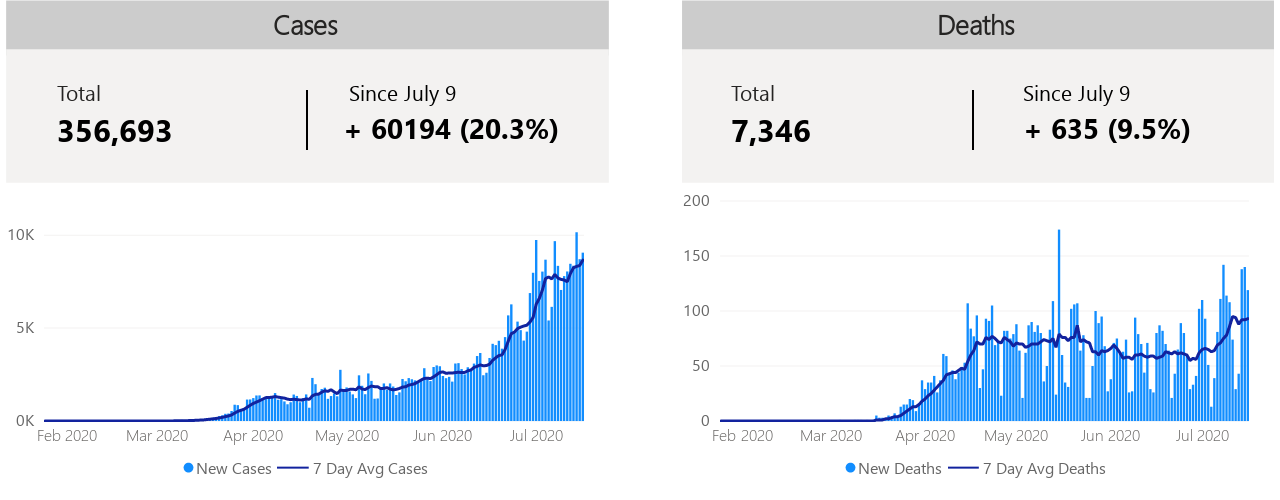 Cases
Total
Since July 9
356,693
+ 60194 (20.3%)
10K
5K
0K
Feb 2020
Mar 2020
Apr 2020
May 2020
Jun 2020
Jul 2020
New Cases
7 Day Avg Cases
Deaths
Total
Since July 9
7,346
+ 635 (9.5%)
200
150
100
50
0
Feb 2020
Mar 2020
Apr 2020
May 2020
Jun 2020
Jul 2020
New Deaths
7 Day Avg Deaths